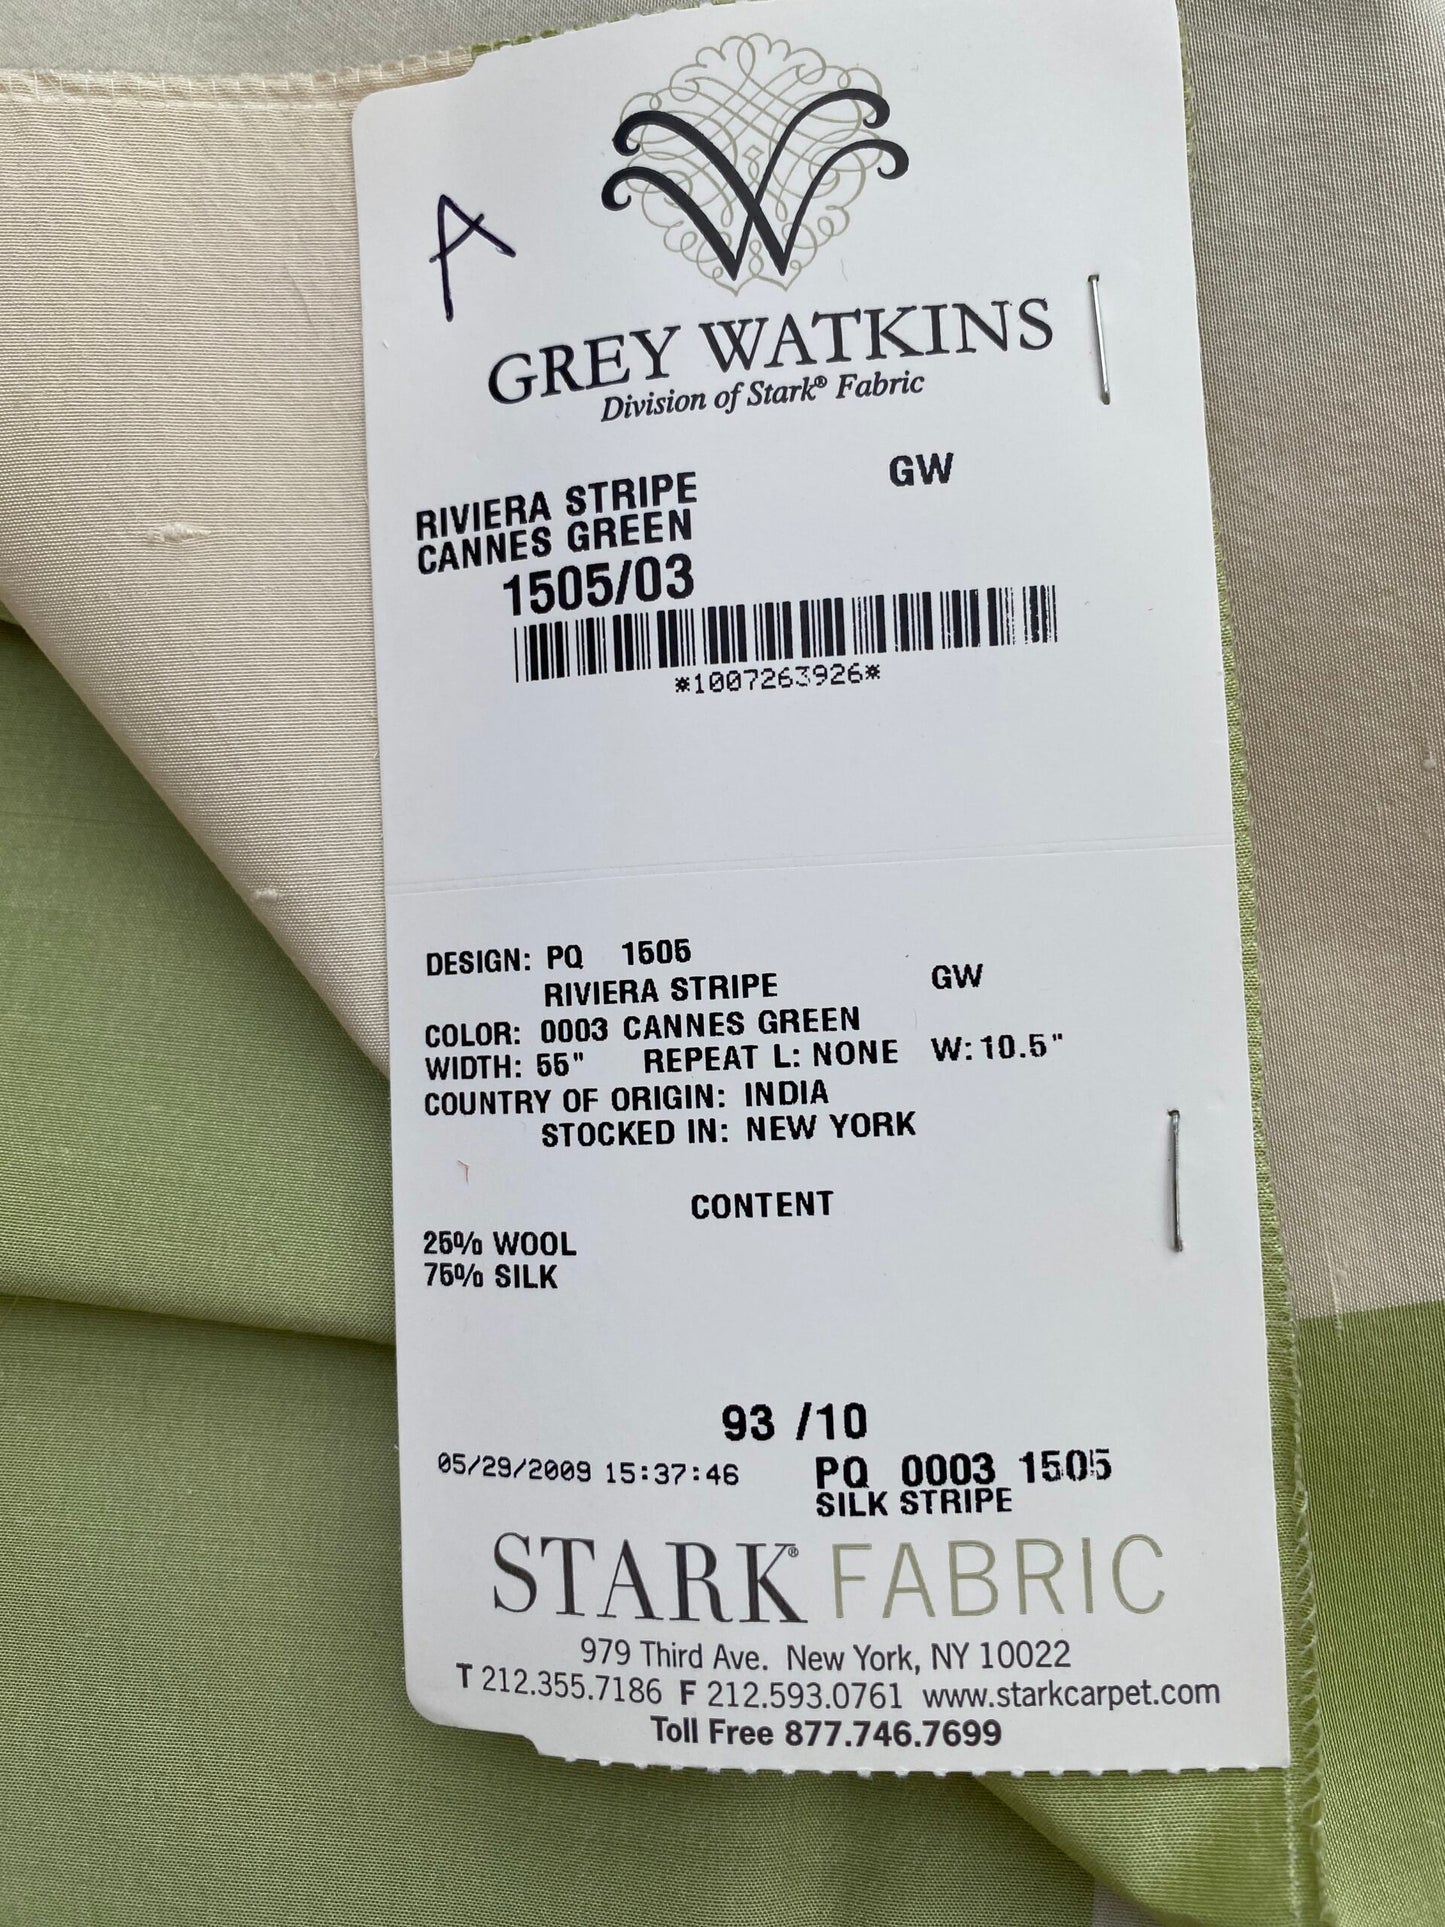 A
W
GREY WATKINS
Division of Stark® Fabric
RIVIERA STRIPE GW
CANNES GREEN
1505/03
*1007263926*
DESIGN: PQ 1505
RIVIERA STRIPE GW
COLOR: 0003 CANNES GREEN
WIDTH: 55" REPEAT L: NONE W: 10.5"
COUNTRY OF ORIGIN: INDIA
STOCKED IN: NEW YORK
CONTENT
25% WOOL
75% SILK
93 /10
05/29/2009 15:37:46 PQ 0003 1505
SILK STRIPE
STARK® FABRIC
979 Third Ave. New York, NY 10022
T 212.355.7186 F 212.593.0761 www.starkcarpet.com
Toll Free 877.746.7699